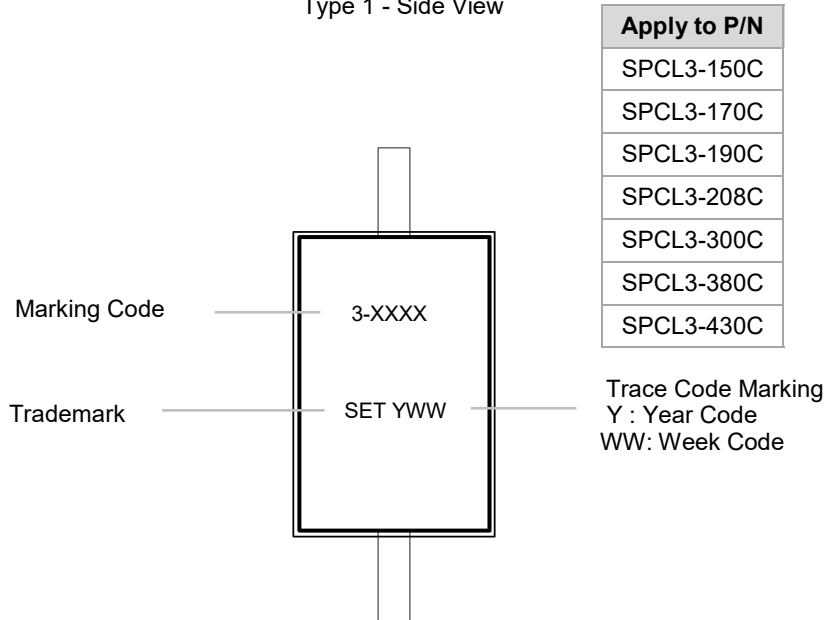 Type 1 - Side View
Apply to P/N
SPCL3-150C
SPCL3-170C
SPCL3-190C
SPCL3-208C
SPCL3-300C
SPCL3-380C
SPCL3-430C
Marking Code
3-XXXX
Trademark
SET YWW
Trace Code Marking
Y : Year Code
WW: Week Code